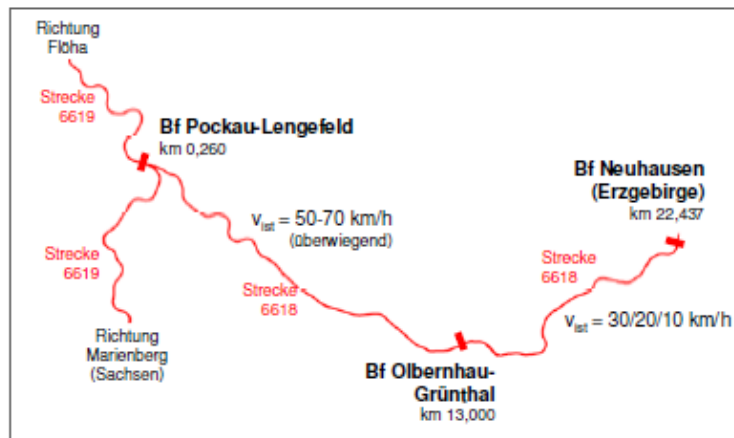 Richtung
Flöha
Strecke
6619
Bf Pockau-Lengefeld
km 0,260
Bf Neuhausen
(Erzgebirge)
km 22,437
v_ist = 50-70 km/h
(überwiegend)
Strecke
6619
Strecke
6618
Strecke
6618
v_ist = 30/20/10 km/h
Richtung
Marienberg
(Sachsen)
Bf Olbernhau-
Grünthal
km 13,000